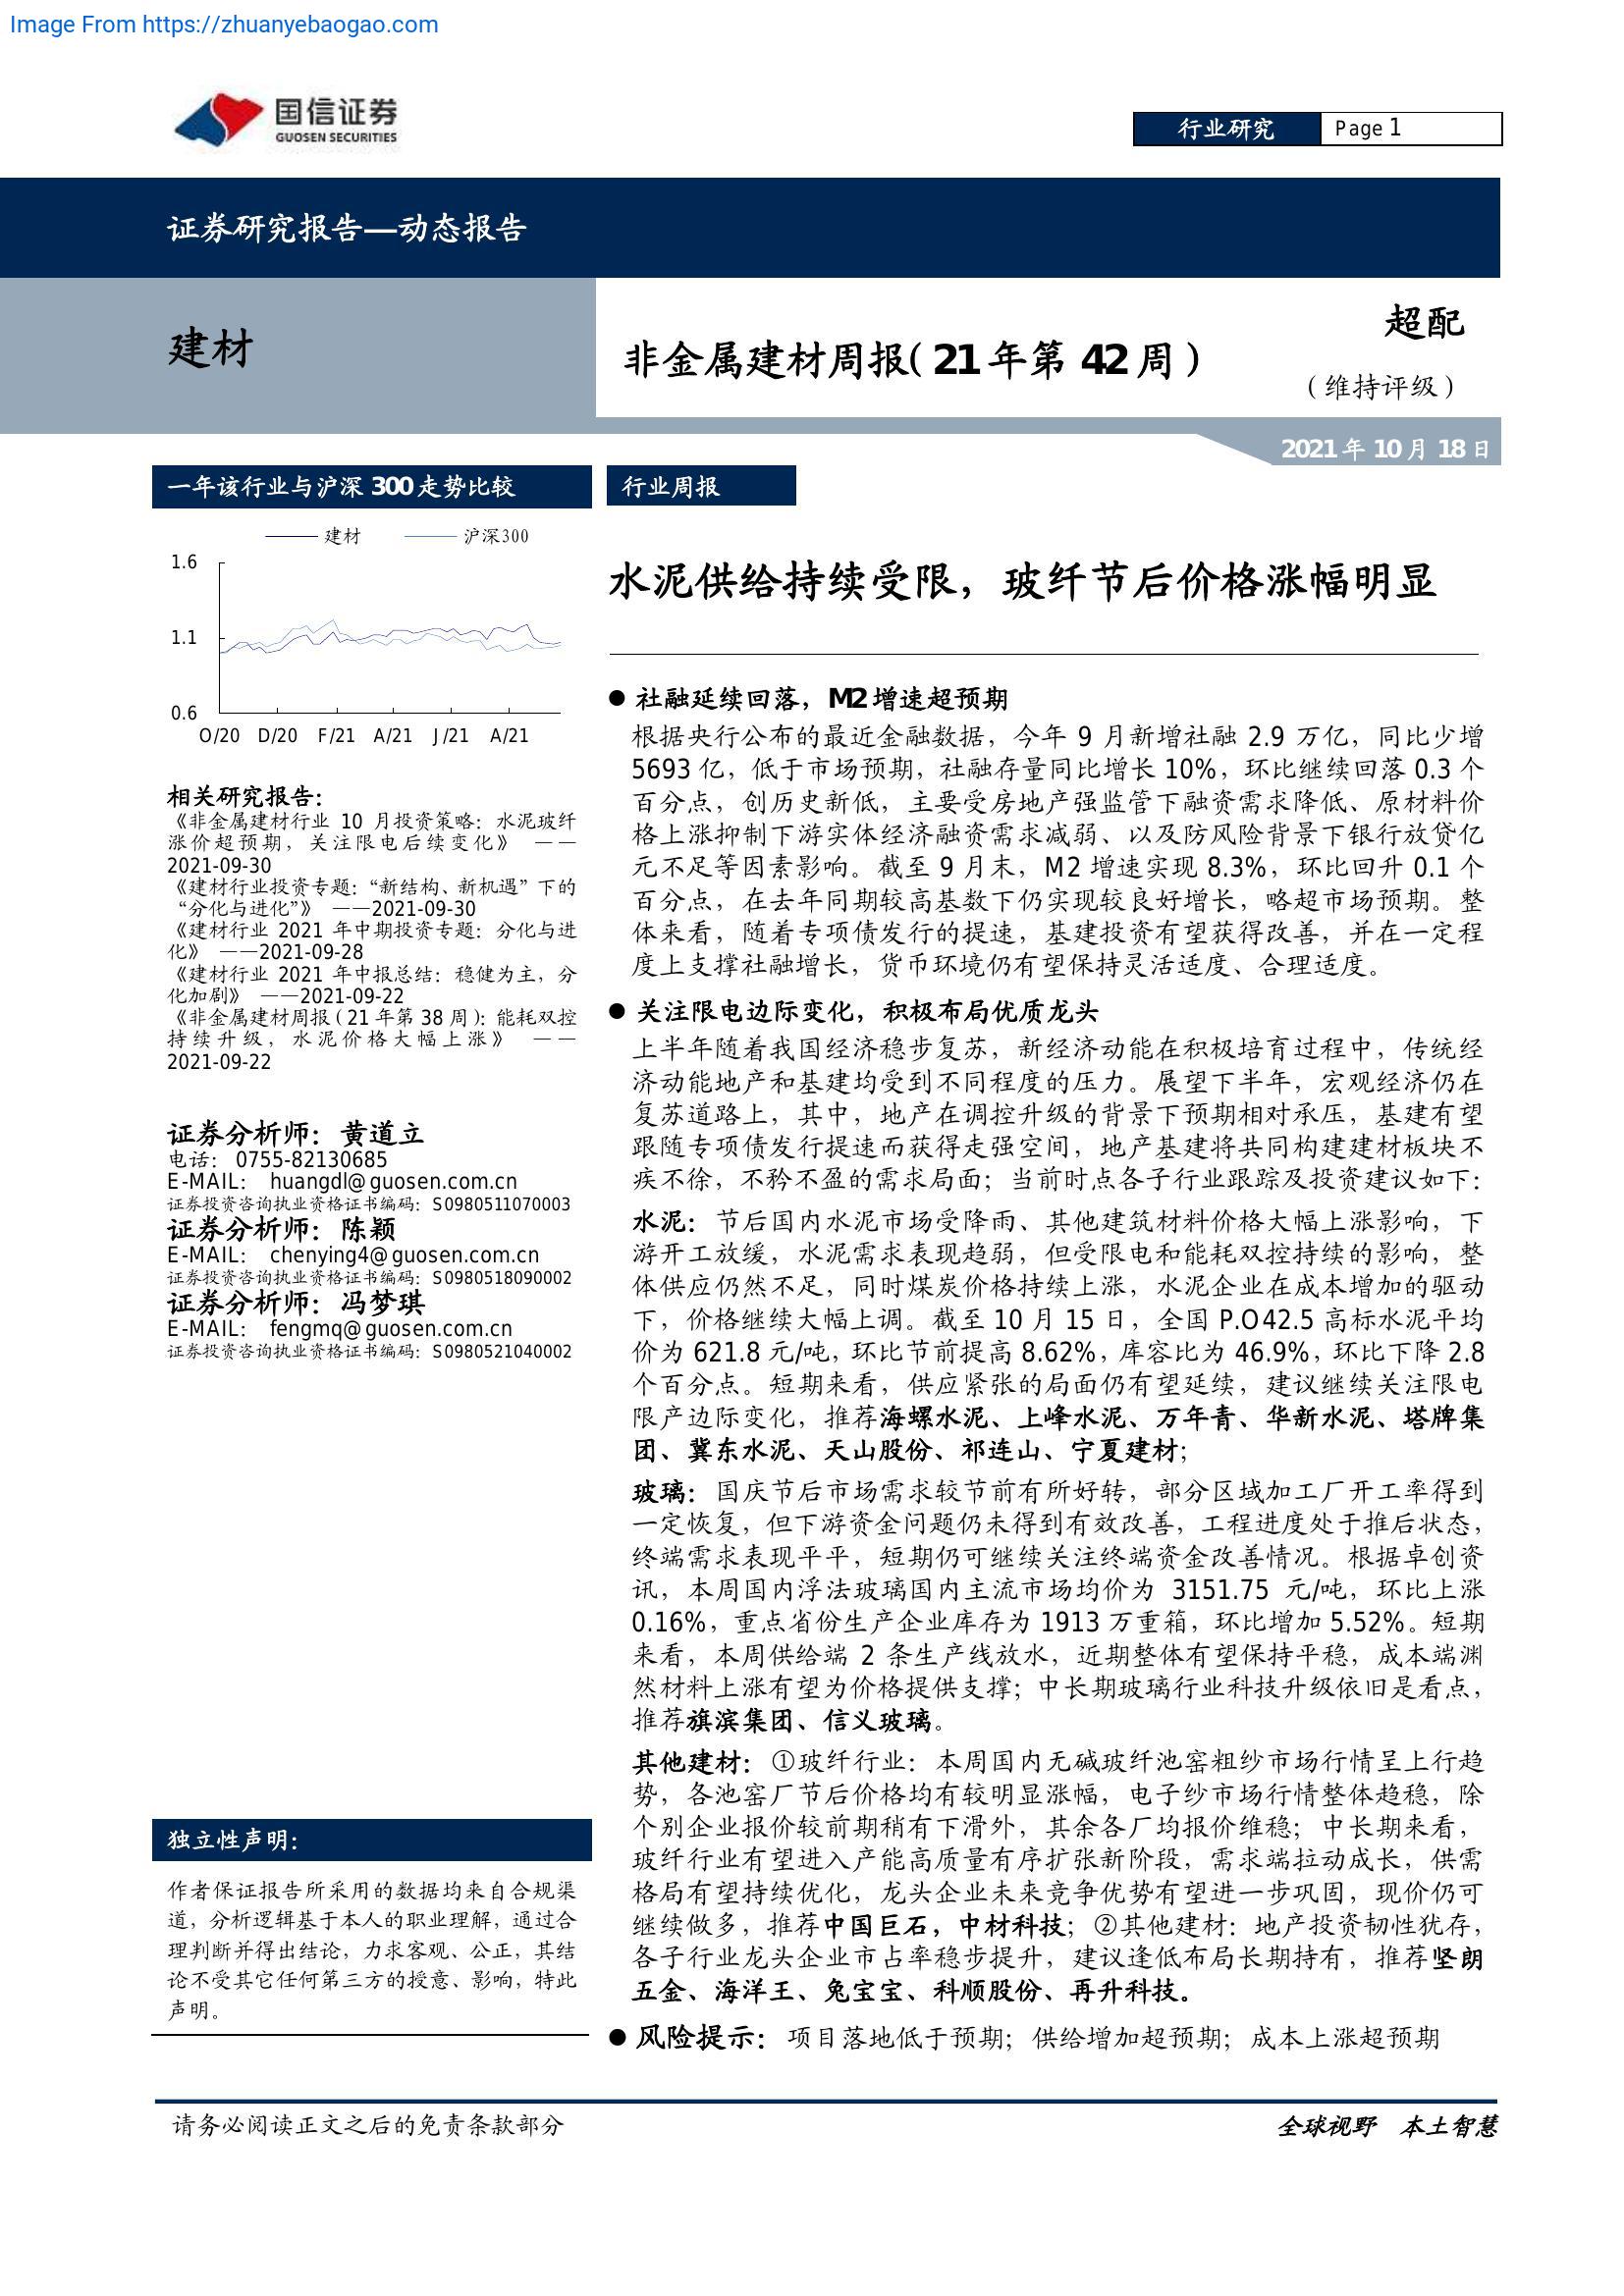 Image From https://zhuanyebaogao.com
国信证券
GUOSEN SECURITIES
行业研究
Page 1
证券研究报告—动态报告
建材
非金属建材周报(21年第42周)
超配
（维持评级）
2021年10月18日
一年该行业与沪深300走势比较
建材 沪深300
1.6
1.1
0.6
O/20 D/20 F/21 A/21 J/21 A/21
相关研究报告：
《非金属建材行业 10 月投资策略：水泥玻纤
涨价超预期，关注限电后续变化》 ——
2021-09-30
《建材行业投资专题：“新结构、新机遇”下的
“分化与进化”》 ——2021-09-30
《建材行业 2021 年中期投资专题：分化与进
化》 ——2021-09-28
《建材行业 2021 年中报总结：稳健为主，分
化加剧》 ——2021-09-22
《非金属建材周报(21年第38周)：能耗双控
持续升级，水泥价格大幅上涨》 ——
2021-09-22
证券分析师：黄道立
电话： 0755-82130685
E-MAIL： huangdl@guosen.com.cn
证券投资咨询执业资格证书编码：S0980511070003
证券分析师：陈颖
E-MAIL： chenying4@guosen.com.cn
证券投资咨询执业资格证书编码：S0980518090002
证券分析师：冯梦琪
E-MAIL： fengmq@guosen.com.cn
证券投资咨询执业资格证书编码：S0980521040002
独立性声明：
作者保证报告所采用的数据均来自合规渠
道，分析逻辑基于本人的职业理解，通过合
理判断并得出结论，力求客观、公正，其结
论不受其它任何第三方的授意、影响，特此
声明。
行业周报
水泥供给持续受限，玻纤节后价格涨幅明显
● 社融延续回落，M2增速超预期
根据央行公布的最近金融数据，今年 9 月新增社融 2.9 万亿，同比少增
5693 亿，低于市场预期，社融存量同比增长 10%，环比继续回落 0.3 个
百分点，创历史新低，主要受房地产强监管下融资需求降低、原材料价
格上涨抑制下游实体经济融资需求减弱、以及防风险背景下银行放贷亿
元不足等因素影响。截至 9 月末，M2 增速实现 8.3%，环比回升 0.1 个
百分点，在去年同期较高基数下仍实现较良好增长，略超市场预期。整
体来看，随着专项债发行的提速，基建投资有望获得改善，并在一定程
度上支撑社融增长，货币环境仍有望保持灵活适度、合理适度。
● 关注限电边际变化，积极布局优质龙头
上半年随着我国经济稳步复苏，新经济动能在积极培育过程中，传统经
济动能地产和基建均受到不同程度的压力。展望下半年，宏观经济仍在
复苏道路上，其中，地产在调控升级的背景下预期相对承压，基建有望
跟随专项债发行提速而获得走强空间，地产基建将共同构建建材板块不
疾不徐，不矜不盈的需求局面；当前时点各子行业跟踪及投资建议如下：
水泥：节后国内水泥市场受降雨、其他建筑材料价格大幅上涨影响，下
游开工放缓，水泥需求表现趋弱，但受限电和能耗双控持续的影响，整
体供应仍然不足，同时煤炭价格持续上涨，水泥企业在成本增加的驱动
下，价格继续大幅上调。截至 10 月 15 日，全国 P.O42.5 高标水泥平均
价为 621.8 元/吨，环比节前提高 8.62%，库容比为 46.9%，环比下降 2.8
个百分点。短期来看，供应紧张的局面仍有望延续，建议继续关注限电
限产边际变化，推荐海螺水泥、上峰水泥、万年青、华新水泥、塔牌集
团、冀东水泥、天山股份、祁连山、宁夏建材；
玻璃：国庆节后市场需求较节前有所好转，部分区域加工厂开工率得到
一定恢复，但下游资金问题仍未得到有效改善，工程进度处于推后状态，
终端需求表现平平，短期仍可继续关注终端资金改善情况。根据卓创资
讯，本周国内浮法玻璃国内主流市场均价为 3151.75 元/吨，环比上涨
0.16%，重点省份生产企业库存为 1913 万重箱，环比增加 5.52%。短期
来看，本周供给端 2 条生产线放水，近期整体有望保持平稳，成本端渊
然材料上涨有望为价格提供支撑；中长期玻璃行业科技升级依旧是看点，
推荐旗滨集团、信义玻璃。
其他建材：①玻纤行业：本周国内无碱玻纤池窑粗纱市场行情呈上行趋
势，各池窑厂节后价格均有较明显涨幅，电子纱市场行情整体趋稳，除
个别企业报价较前期稍有下滑外，其余各厂均报价维稳；中长期来看，
玻纤行业有望进入产能高质量有序扩张新阶段，需求端拉动成长，供需
格局有望持续优化，龙头企业未来竞争优势有望进一步巩固，现价仍可
继续做多，推荐中国巨石，中材科技；②其他建材：地产投资韧性犹存，
各子行业龙头企业市占率稳步提升，建议逢低布局长期持有，推荐坚朗
五金、海洋王、兔宝宝、科顺股份、再升科技。
● 风险提示：项目落地低于预期；供给增加超预期；成本上涨超预期
请务必阅读正文之后的免责条款部分
全球视野 本土智慧